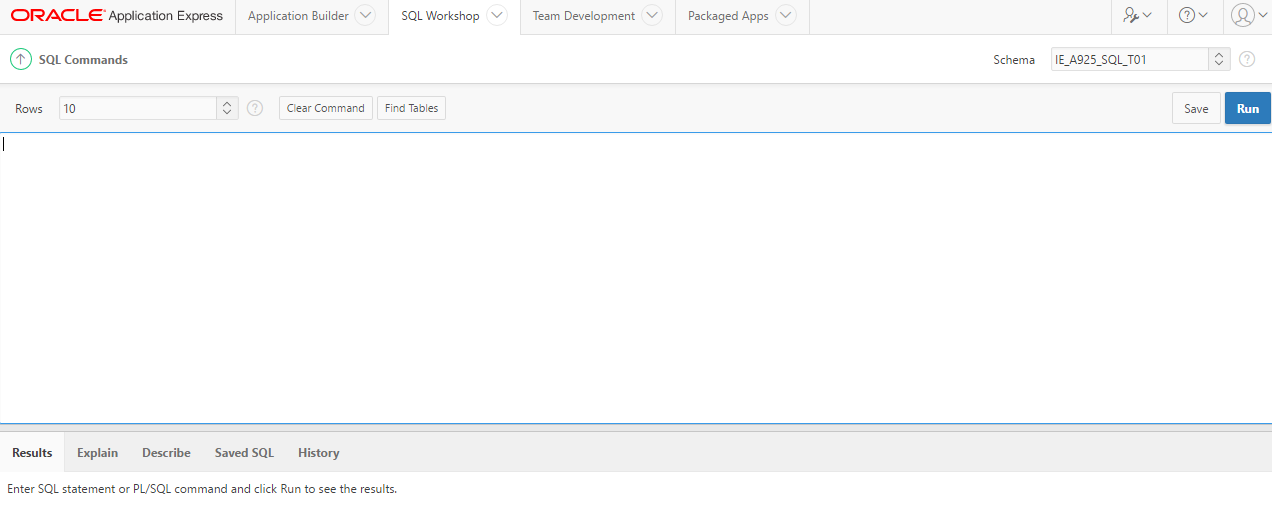 ORACLE Application Express Application Builder SQL Workshop Team Development Packaged Apps
SQL Commands Schema IE_A925_SQL_T01
Rows 10 Clear Command Find Tables Save Run
Results Explain Describe Saved SQL History
Enter SQL statement or PL/SQL command and click Run to see the results.